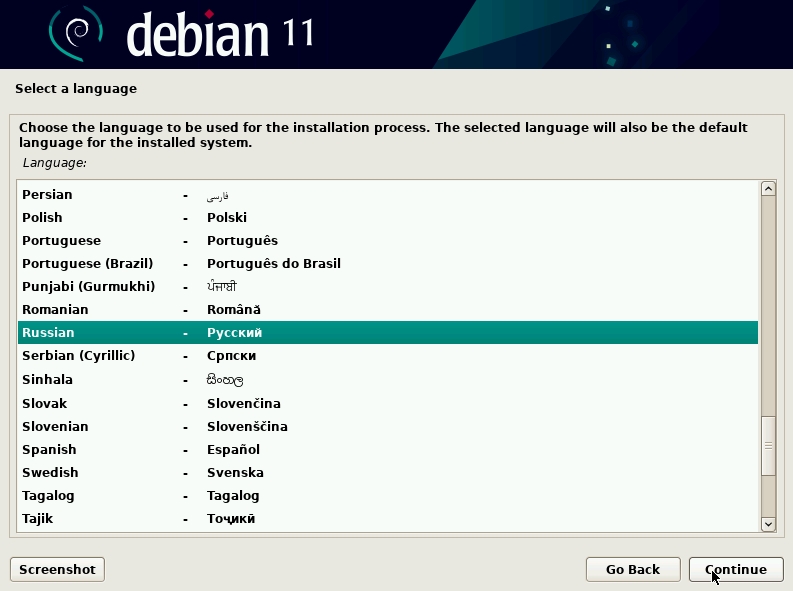 debian 11
Select a language
Choose the language to be used for the installation process. The selected language will also be the default
language for the installed system.
Language:
Persian - فارسی
Polish - Polski
Portuguese - Português
Portuguese (Brazil) - Português do Brasil
Punjabi (Gurmukhi) - ਪੰਜਾਬੀ
Romanian - Română
Russian - Русский
Serbian (Cyrillic) - Српски
Sinhala - සිංහල
Slovak - Slovenčina
Slovenian - Slovenščina
Spanish - Español
Swedish - Svenska
Tagalog - Tagalog
Tajik - Тоҷикӣ
Screenshot Go Back Continue